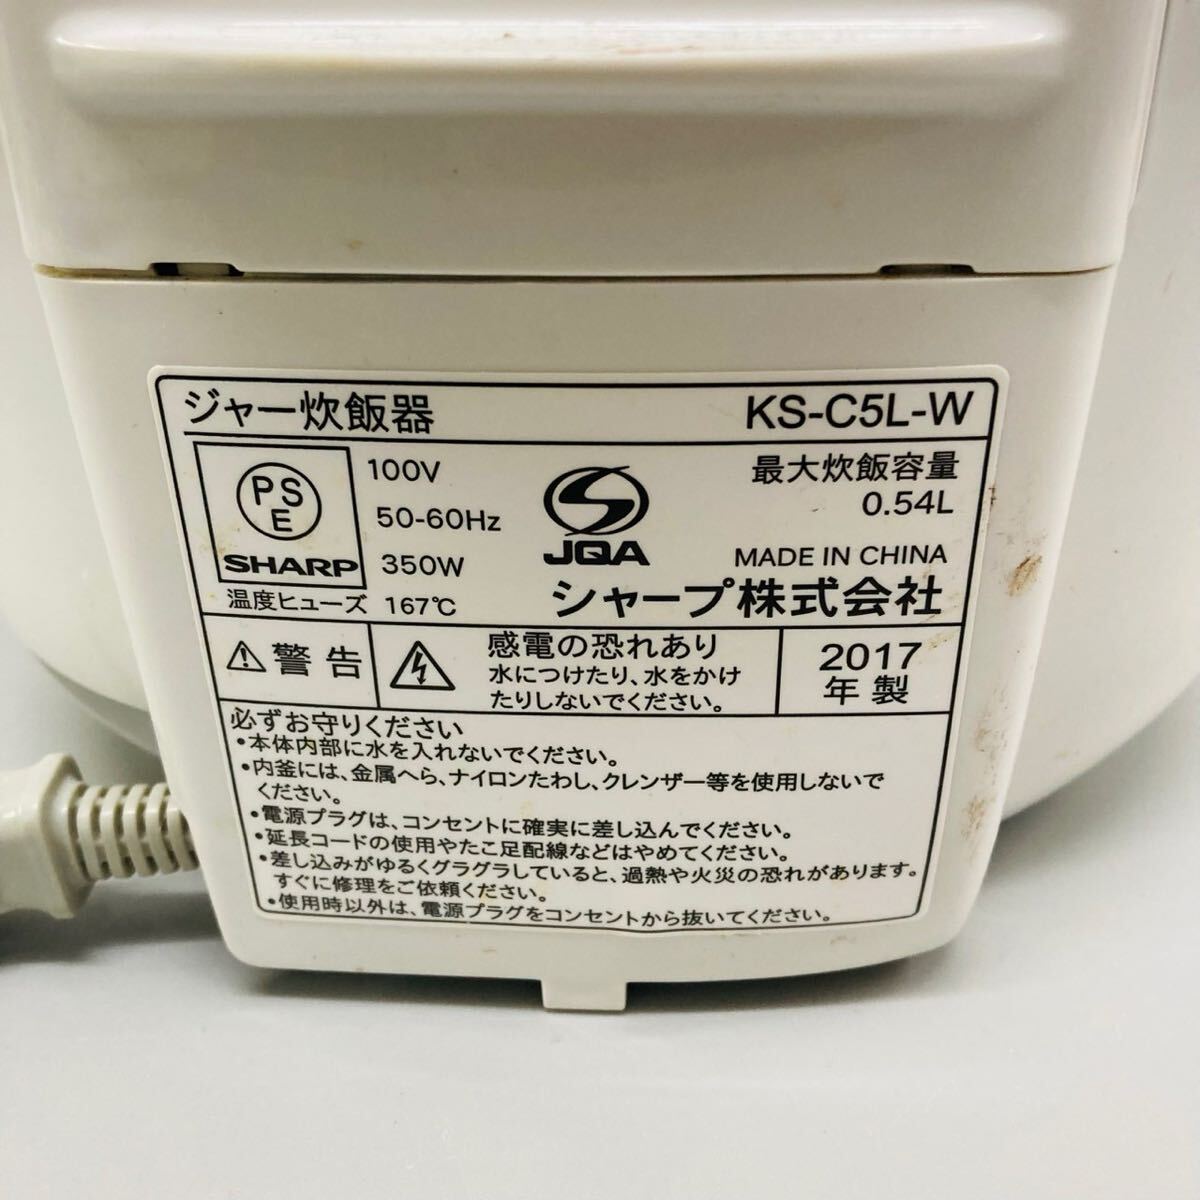 ジャー炊飯器 KS-C5L-W
PS
E
SHARP
100V
50-60Hz
350W
温度ヒューズ 167℃
JQA
最大炊飯容量
0.54L
MADE IN CHINA
シャープ株式会社
警告
感電の恐れあり
水につけたり、水をかけ
たりしないでください。
2017
年製
必ずお守りください
•本体内部に水を入れないでください。
•内釜には、金属へら、ナイロンたわし、クレンザー等を使用しないで
ください。
•電源プラグは、コンセントに確実に差し込んでください。
•延長コードの使用やたこ足配線などはやめてください。
•差し込みがゆるくグラグラしていると、過熱や火災の恐れがあります。
すぐに修理をご依頼ください。
•使用時以外は、電源プラグをコンセントから抜いてください。